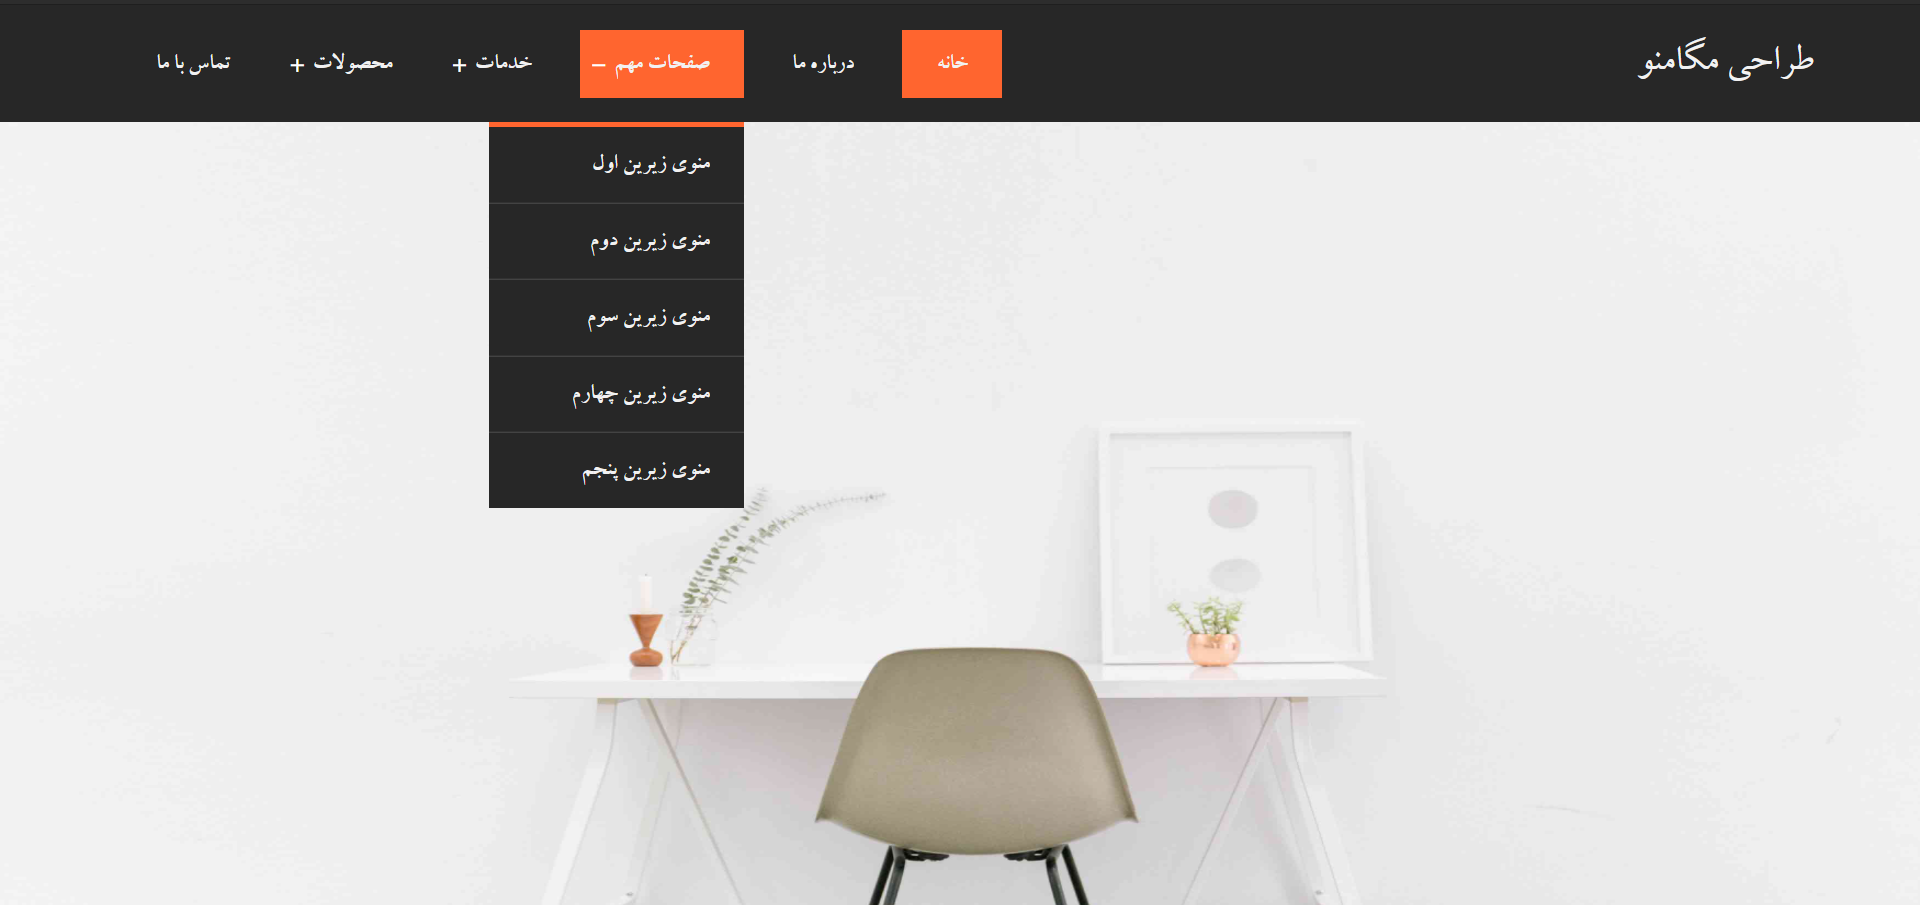 طراحی مگامنو
خانه
درباره ما
صفحات مهم −
خدمات +
محصولات +
تماس با ما
منوی زیرین اول
منوی زیرین دوم
منوی زیرین سوم
منوی زیرین چهارم
منوی زیرین پنجم